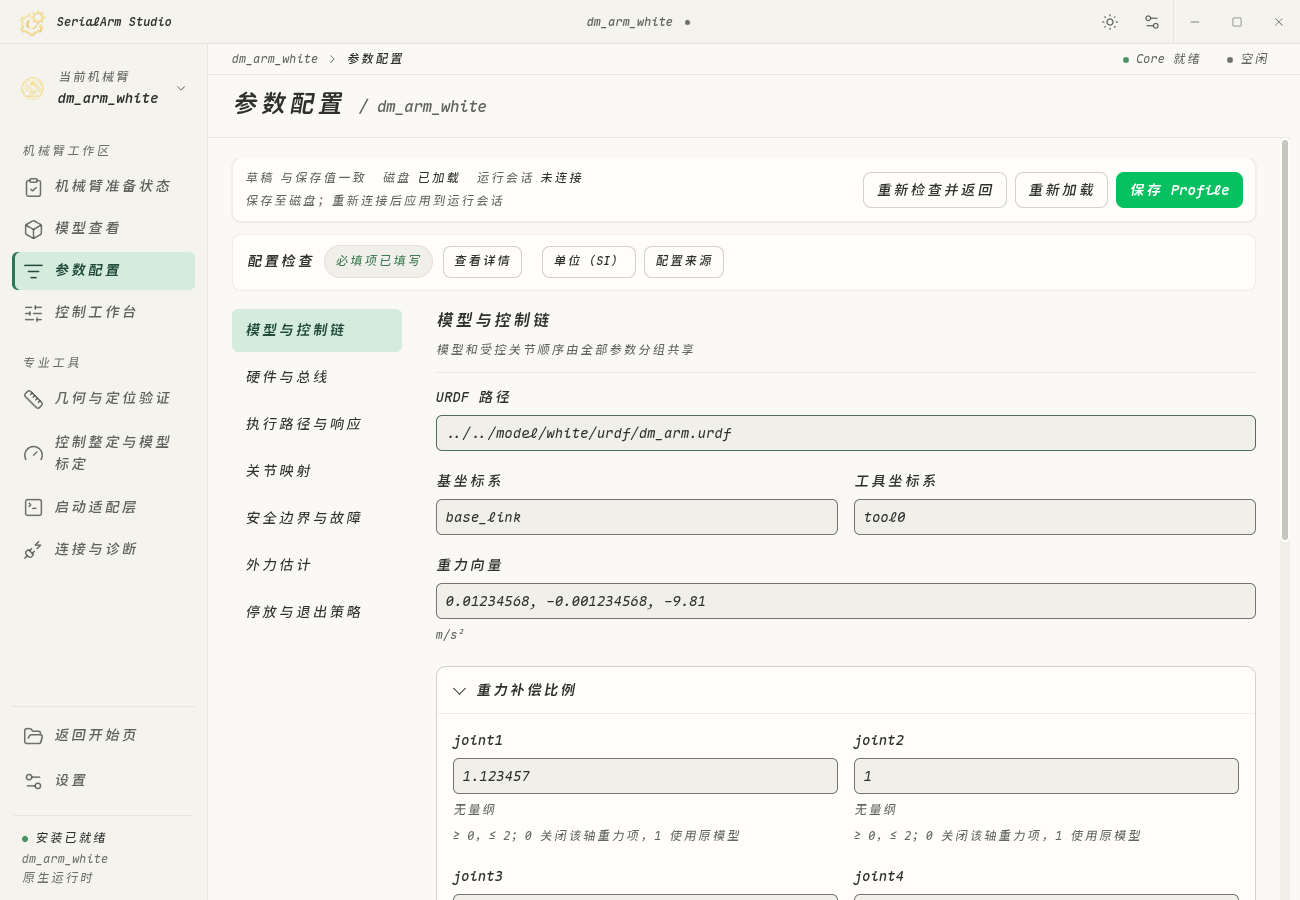 SerialArm Studio
dm_arm_white
当前机械臂
dm_arm_white
机械臂工作区
机械臂准备状态
模型查看
参数配置
控制工作台
专业工具
几何与定位验证
控制整定与模型
标定
启动适配层
连接与诊断
返回开始页
设置
安装已就绪
dm_arm_white
原生运行时
dm_arm_white > 参数配置
Core 就绪 空闲
参数配置 / dm_arm_white
草稿 与保存值一致 磁盘 已加载 运行会话 未连接
保存至磁盘；重新连接后应用到运行会话
重新检查并返回 重新加载 保存 Profile
配置检查 必填项已填写 查看详情 单位 (SI) 配置来源
模型与控制链
硬件与总线
执行路径与响应
关节映射
安全边界与故障
外力估计
停放与退出策略
模型与控制链
模型和受控关节顺序由全部参数分组共享
URDF 路径
../../model/white/urdf/dm_arm.urdf
基坐标系 工具坐标系
base_link tool0
重力向量
0.01234568, -0.001234568, -9.81
m/s²
重力补偿比例
joint1 joint2
1.123457 1
无量纲 无量纲
≥ 0，≤ 2；0 关闭该轴重力项，1 使用原模型 ≥ 0，≤ 2；0 关闭该轴重力项，1 使用原模型
joint3 joint4